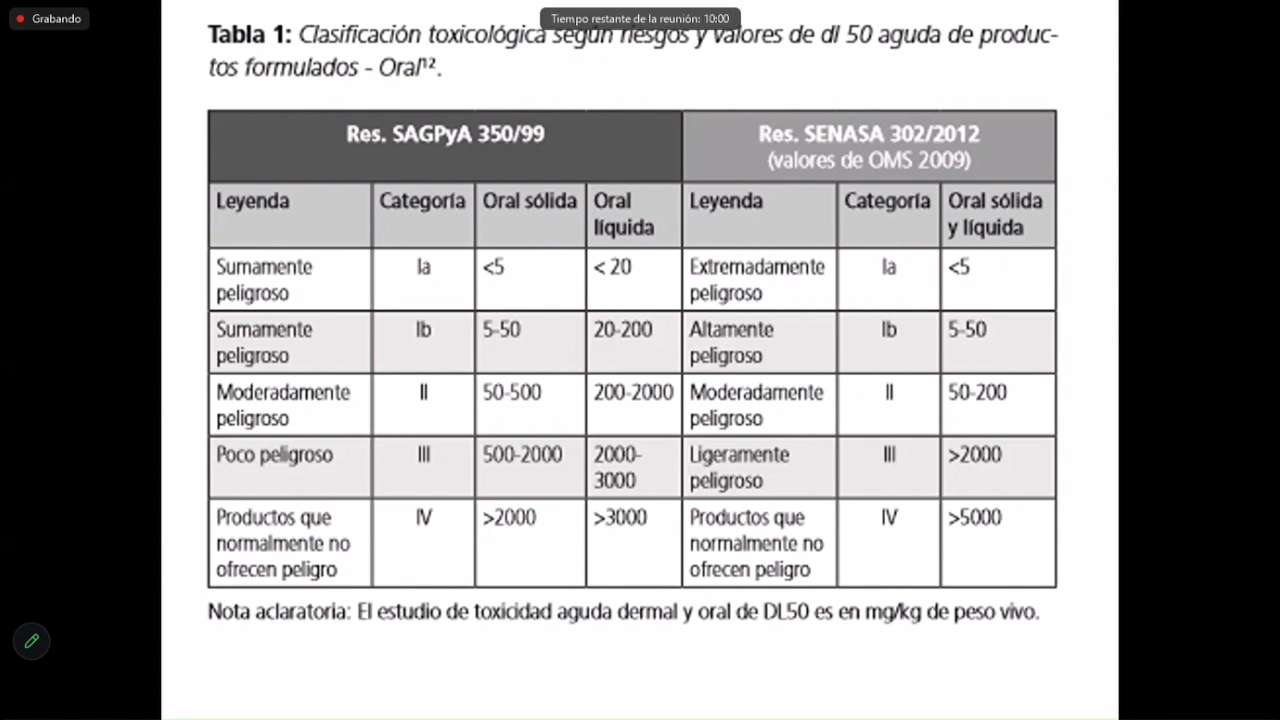 Grabando
Tiempo restante de la reunión: 10:00
Tabla 1: Clasificación toxicológica según riesgos y valores de dl 50 aguda de produc-
tos formulados - Oral¹².
Res. SAGPyA 350/99
Res. SENASA 302/2012
(valores de OMS 2009)
Leyenda Categoría Oral sólida Oral líquida Leyenda Categoría Oral sólida y líquida
Sumamente peligroso Ia <5 < 20 Extremadamente peligroso Ia <5
Sumamente peligroso Ib 5-50 20-200 Altamente peligroso Ib 5-50
Moderadamente peligroso II 50-500 200-2000 Moderadamente peligroso II 50-200
Poco peligroso III 500-2000 2000-3000 Ligeramente peligroso III >2000
Productos que normalmente no ofrecen peligro IV >2000 >3000 Productos que normalmente no ofrecen peligro IV >5000
Nota aclaratoria: El estudio de toxicidad aguda dermal y oral de DL50 es en mg/kg de peso vivo.